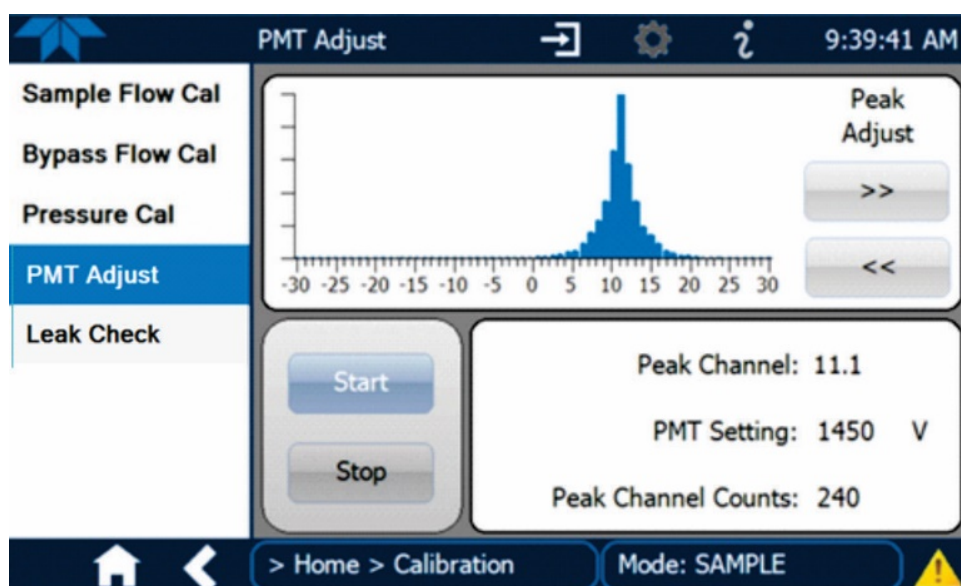 PMT Adjust
9:39:41 AM
Sample Flow Cal
Bypass Flow Cal
Pressure Cal
PMT Adjust
Leak Check
Peak
Adjust
>>
<<
-30 -25 -20 -15 -10 -5 0 5 10 15 20 25 30
Start
Stop
Peak Channel: 11.1
PMT Setting: 1450 V
Peak Channel Counts: 240
> Home > Calibration
Mode: SAMPLE